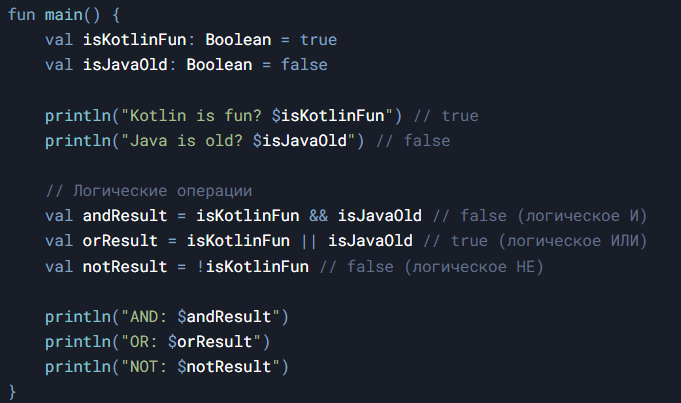 fun main() {
    val isKotlinFun: Boolean = true
    val isJavaOld: Boolean = false

    println("Kotlin is fun? $isKotlinFun") // true
    println("Java is old? $isJavaOld") // false

    // Логические операции
    val andResult = isKotlinFun && isJavaOld // false (логическое И)
    val orResult = isKotlinFun || isJavaOld // true (логическое ИЛИ)
    val notResult = !isKotlinFun // false (логическое НЕ)

    println("AND: $andResult")
    println("OR: $orResult")
    println("NOT: $notResult")
}